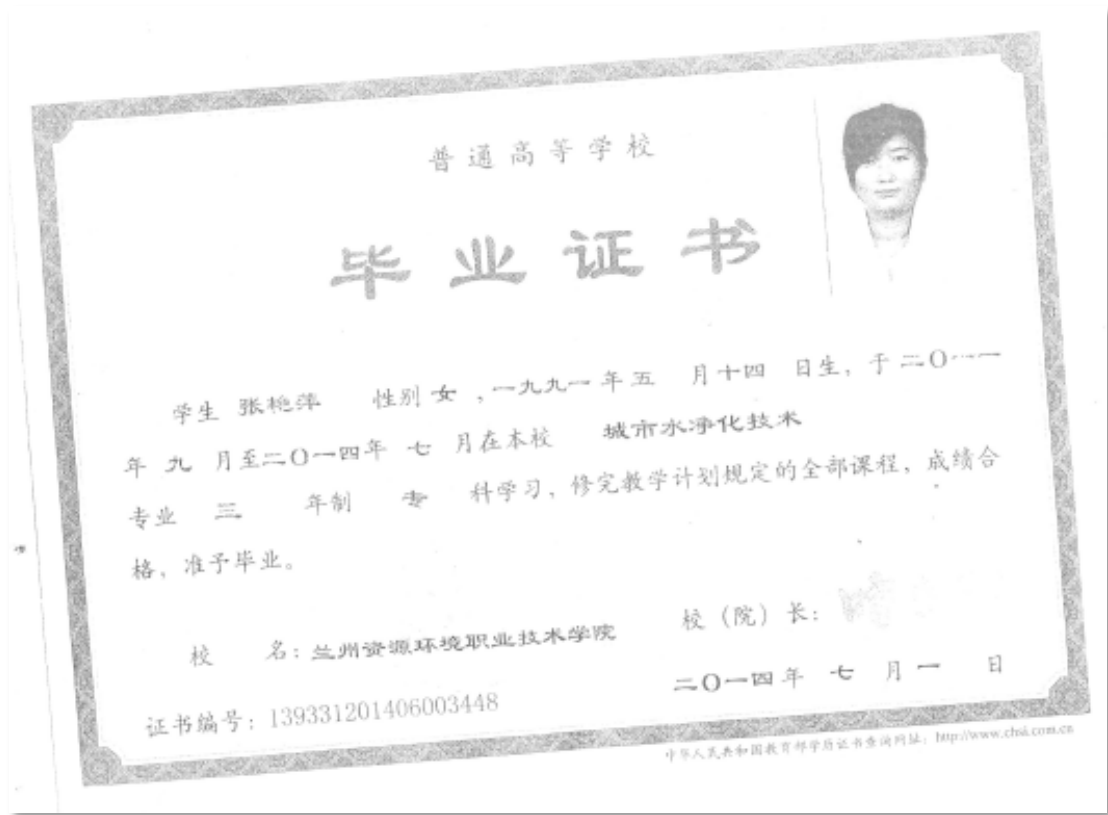 普通高等学校
毕业证书
学生 张艳萍 性别 女 ，一九九一 年 五 月 十四 日生，于 二〇一一
年 九 月至二〇一四年 七 月在本校 城市水净化技术
专业 三 年制 专 科学习，修完教学计划规定的全部课程，成绩合
格，准予毕业。
校 名：兰州资源环境职业技术学院
校（院）长：
二〇一四年 七 月 一 日
证书编号：139331201406003448
中华人民共和国教育部学历证书查询网址：http://www.chsi.com.cn